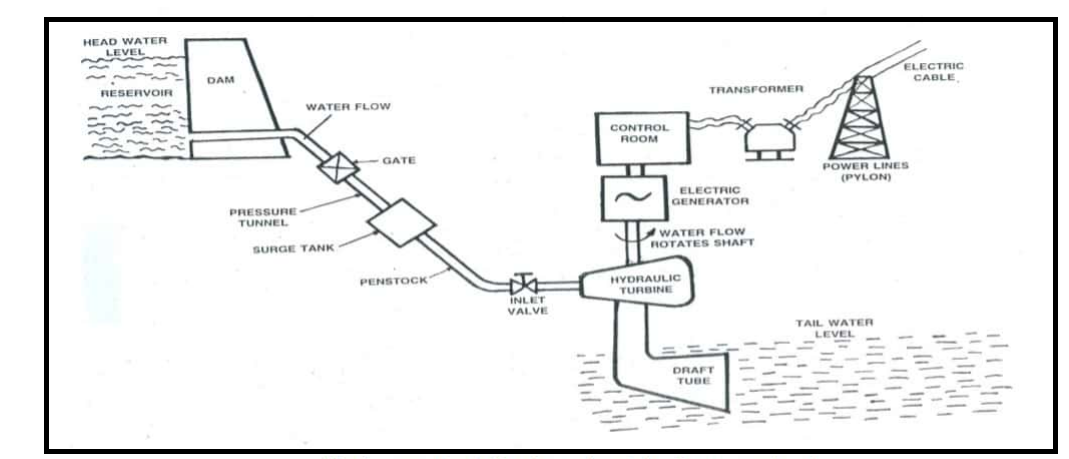 HEAD WATER
LEVEL
RESERVOIR
DAM
WATER FLOW
GATE
PRESSURE
TUNNEL
SURGE TANK
PENSTOCK
INLET
VALVE
CONTROL
ROOM
TRANSFORMER
ELECTRIC
CABLE
POWER LINES
(PYLON)
ELECTRIC
GENERATOR
WATER FLOW
ROTATES SHAFT
HYDRAULIC
TURBINE
TAIL WATER
LEVEL
DRAFT
TUBE